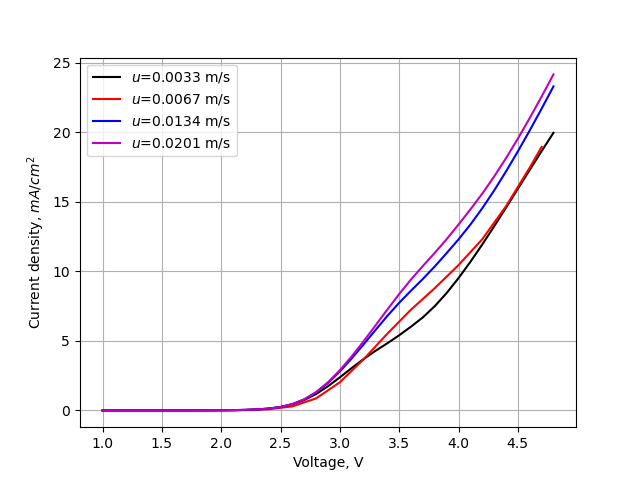 25
20
15
10
5
0
Current density, mA/cm²
u=0.0033 m/s
u=0.0067 m/s
u=0.0134 m/s
u=0.0201 m/s
1.0 1.5 2.0 2.5 3.0 3.5 4.0 4.5
Voltage, V